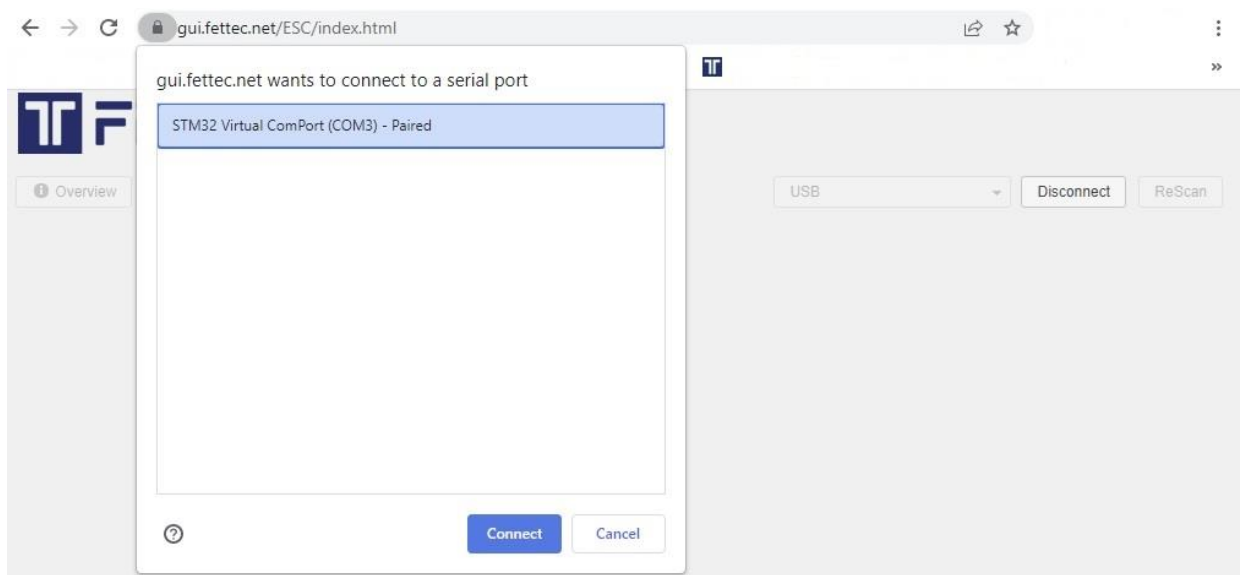 gui.fettec.net/ESC/index.html
gui.fettec.net wants to connect to a serial port
STM32 Virtual ComPort (COM3) - Paired
Overview
USB
Disconnect
ReScan
Connect
Cancel